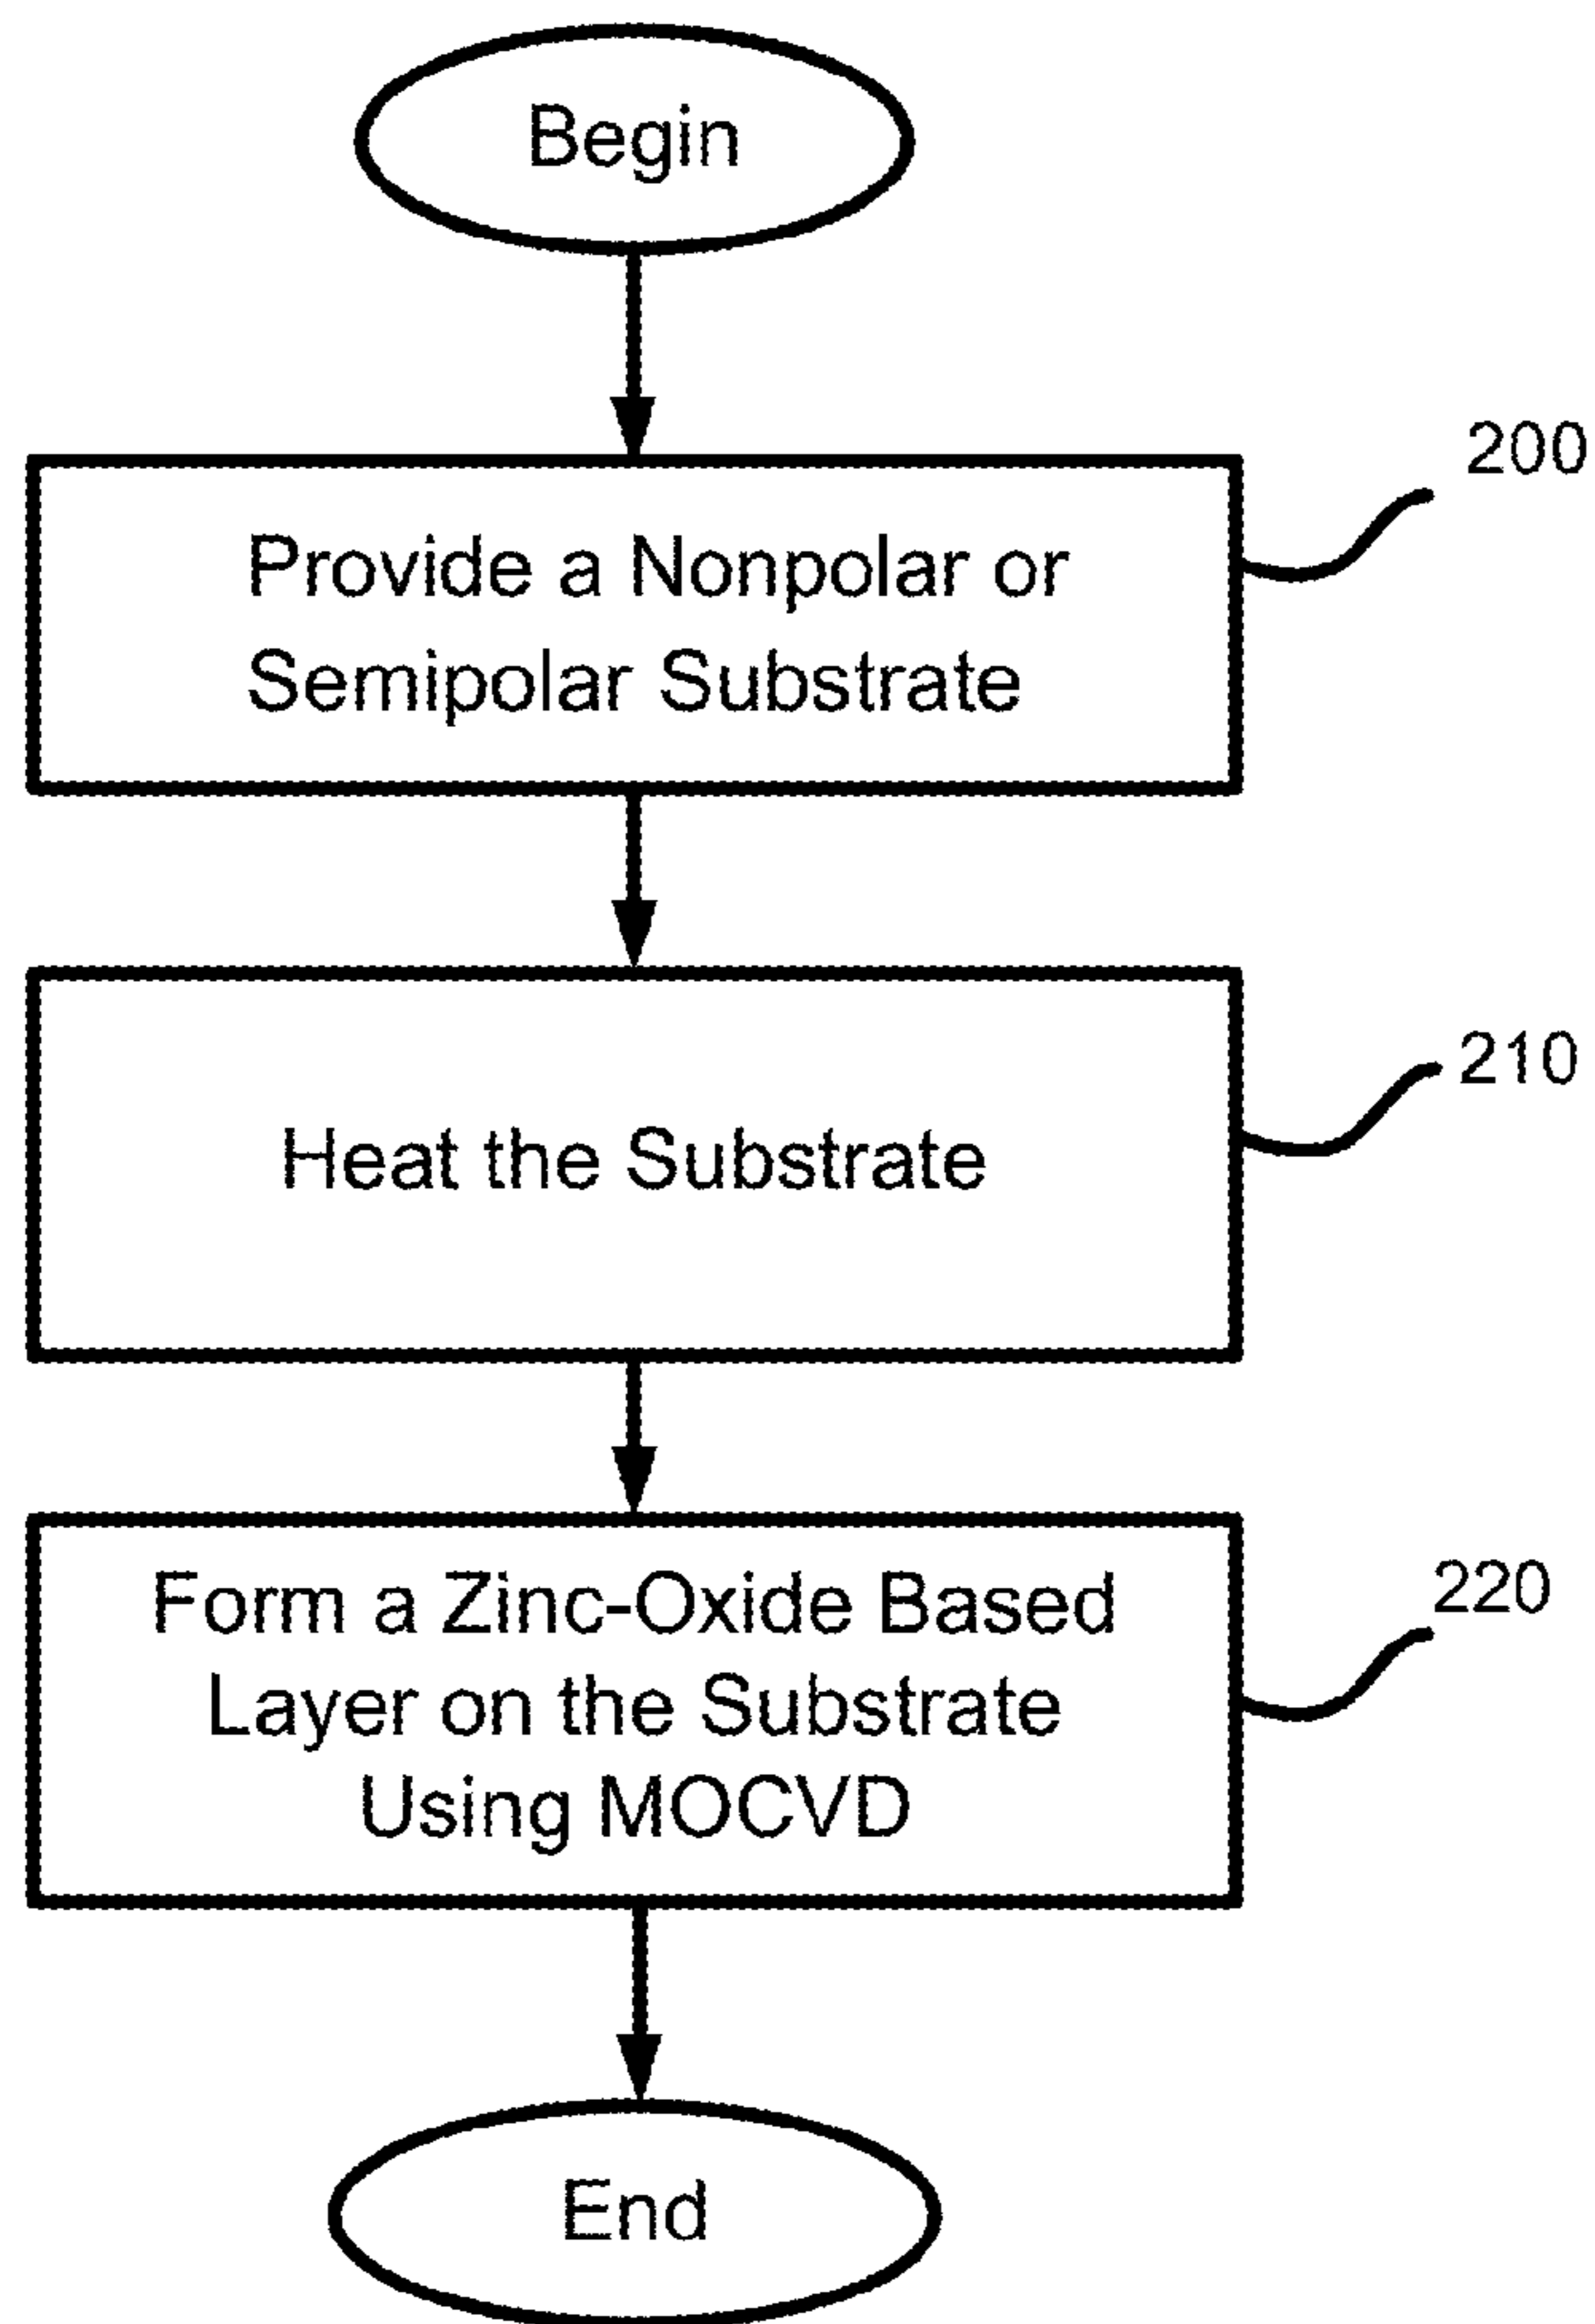 Begin
200
Provide a Nonpolar or
Semipolar Substrate
210
Heat the Substrate
220
Form a Zinc-Oxide Based
Layer on the Substrate
Using MOCVD
End